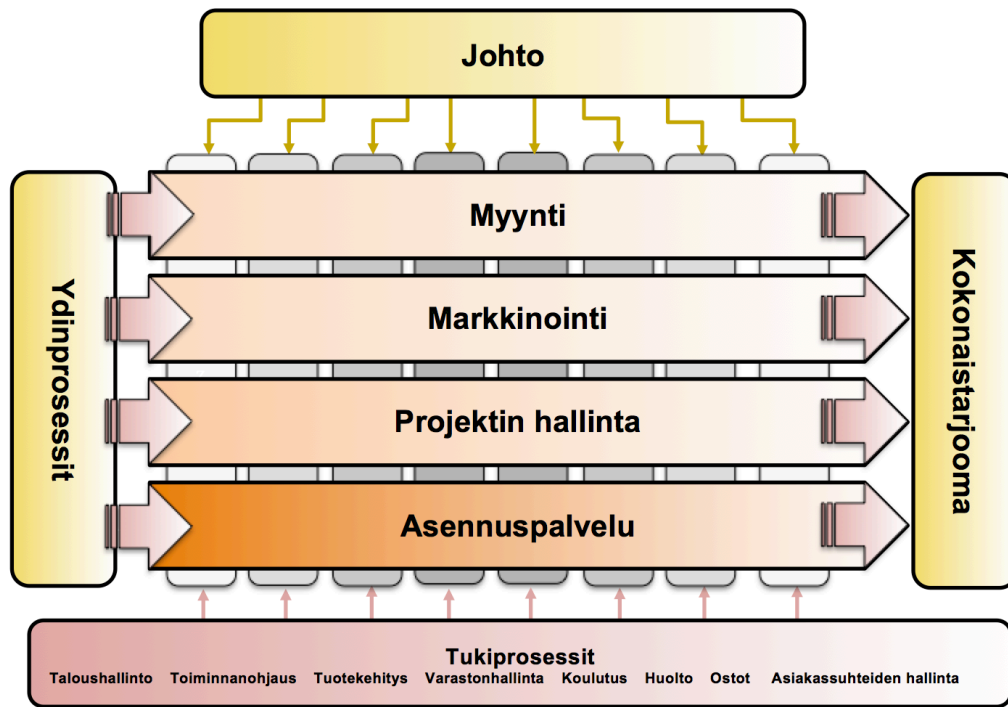 Johto
Ydinprosessit
Myynti
Markkinointi
Projektin hallinta
Asennuspalvelu
Kokonaistarjooma
Tukiprosessit
Taloushallinto Toiminnanohjaus Tuotekehitys Varastonhallinta Koulutus Huolto Ostot Asiakassuhteiden hallinta